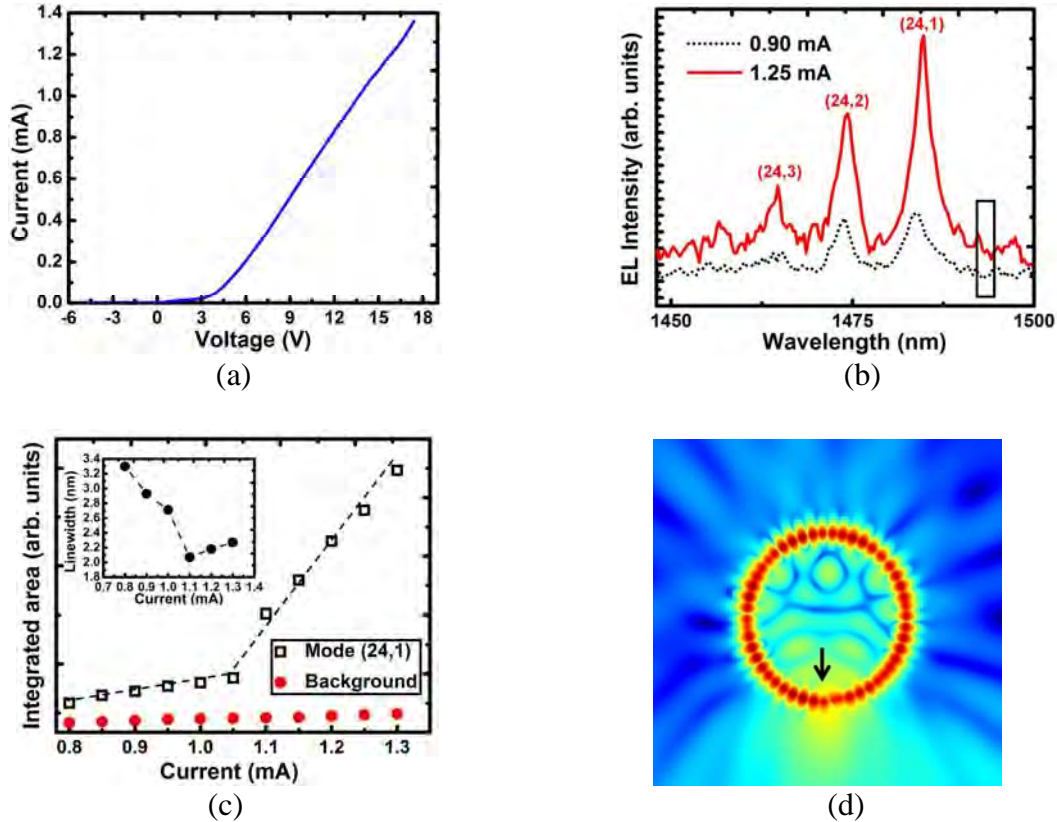 1.4
1.2
1.0
0.8
0.6
0.4
0.2
0.0
Current (mA)
-6 -3 0 3 6 9 12 15 18
Voltage (V)
(a)
EL Intensity (arb. units)
0.90 mA
1.25 mA
(24,1)
(24,2)
(24,3)
1450 1475 1500
Wavelength (nm)
(b)
Integrated area (arb. units)
3.4
3.2
3.0
2.8
2.6
2.4
2.2
2.0
1.8
Linewidth (nm)
0.7 0.8 0.9 1.0 1.1 1.2 1.3 1.4
Current (mA)
Mode (24,1)
Background
0.8 0.9 1.0 1.1 1.2 1.3
Current (mA)
(c)
(d)